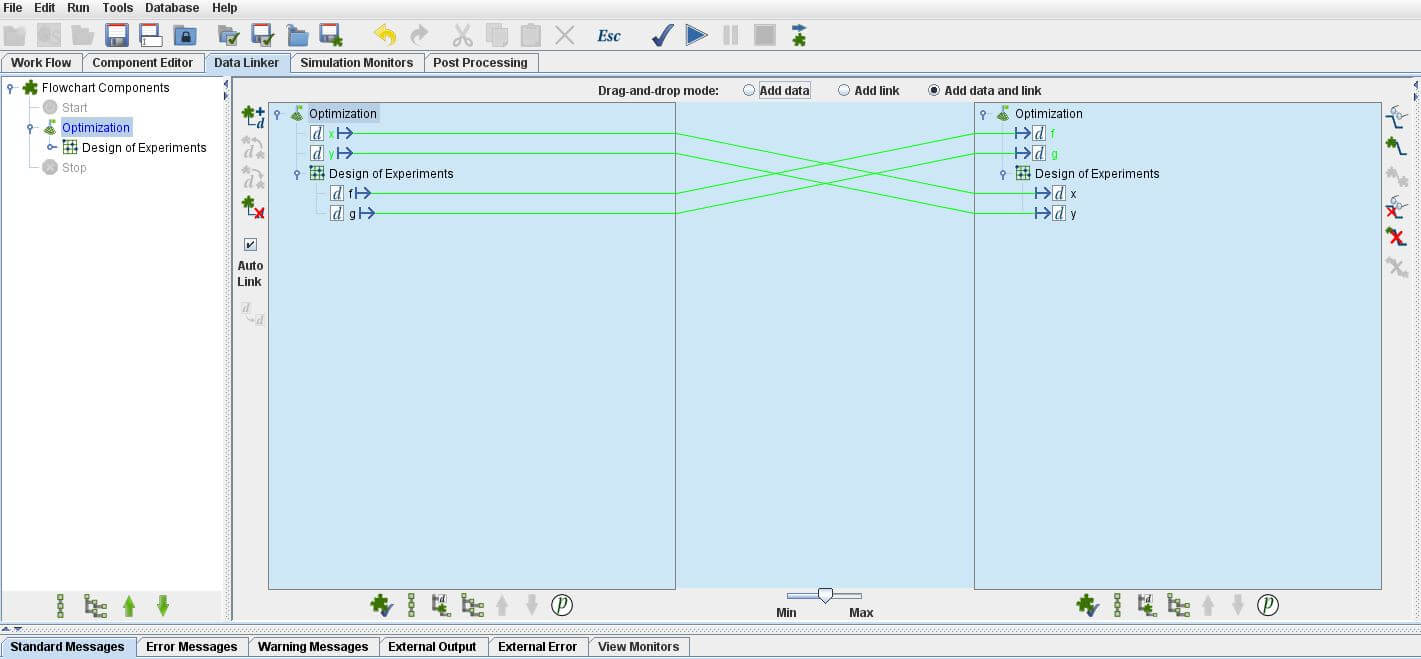 File Edit Run Tools Database Help
Esc
Work Flow Component Editor Data Linker Simulation Monitors Post Processing
Flowchart Components
Start
Optimization
Design of Experiments
Stop
Drag-and-drop mode: Add data Add link Add data and link
d
d
d
d
Auto
Link
d
d
Optimization
d x
d y
Design of Experiments
d f
d g
Optimization
d f
d g
Design of Experiments
d x
d y
d p
Min Max
d p
Standard Messages Error Messages Warning Messages External Output External Error View Monitors